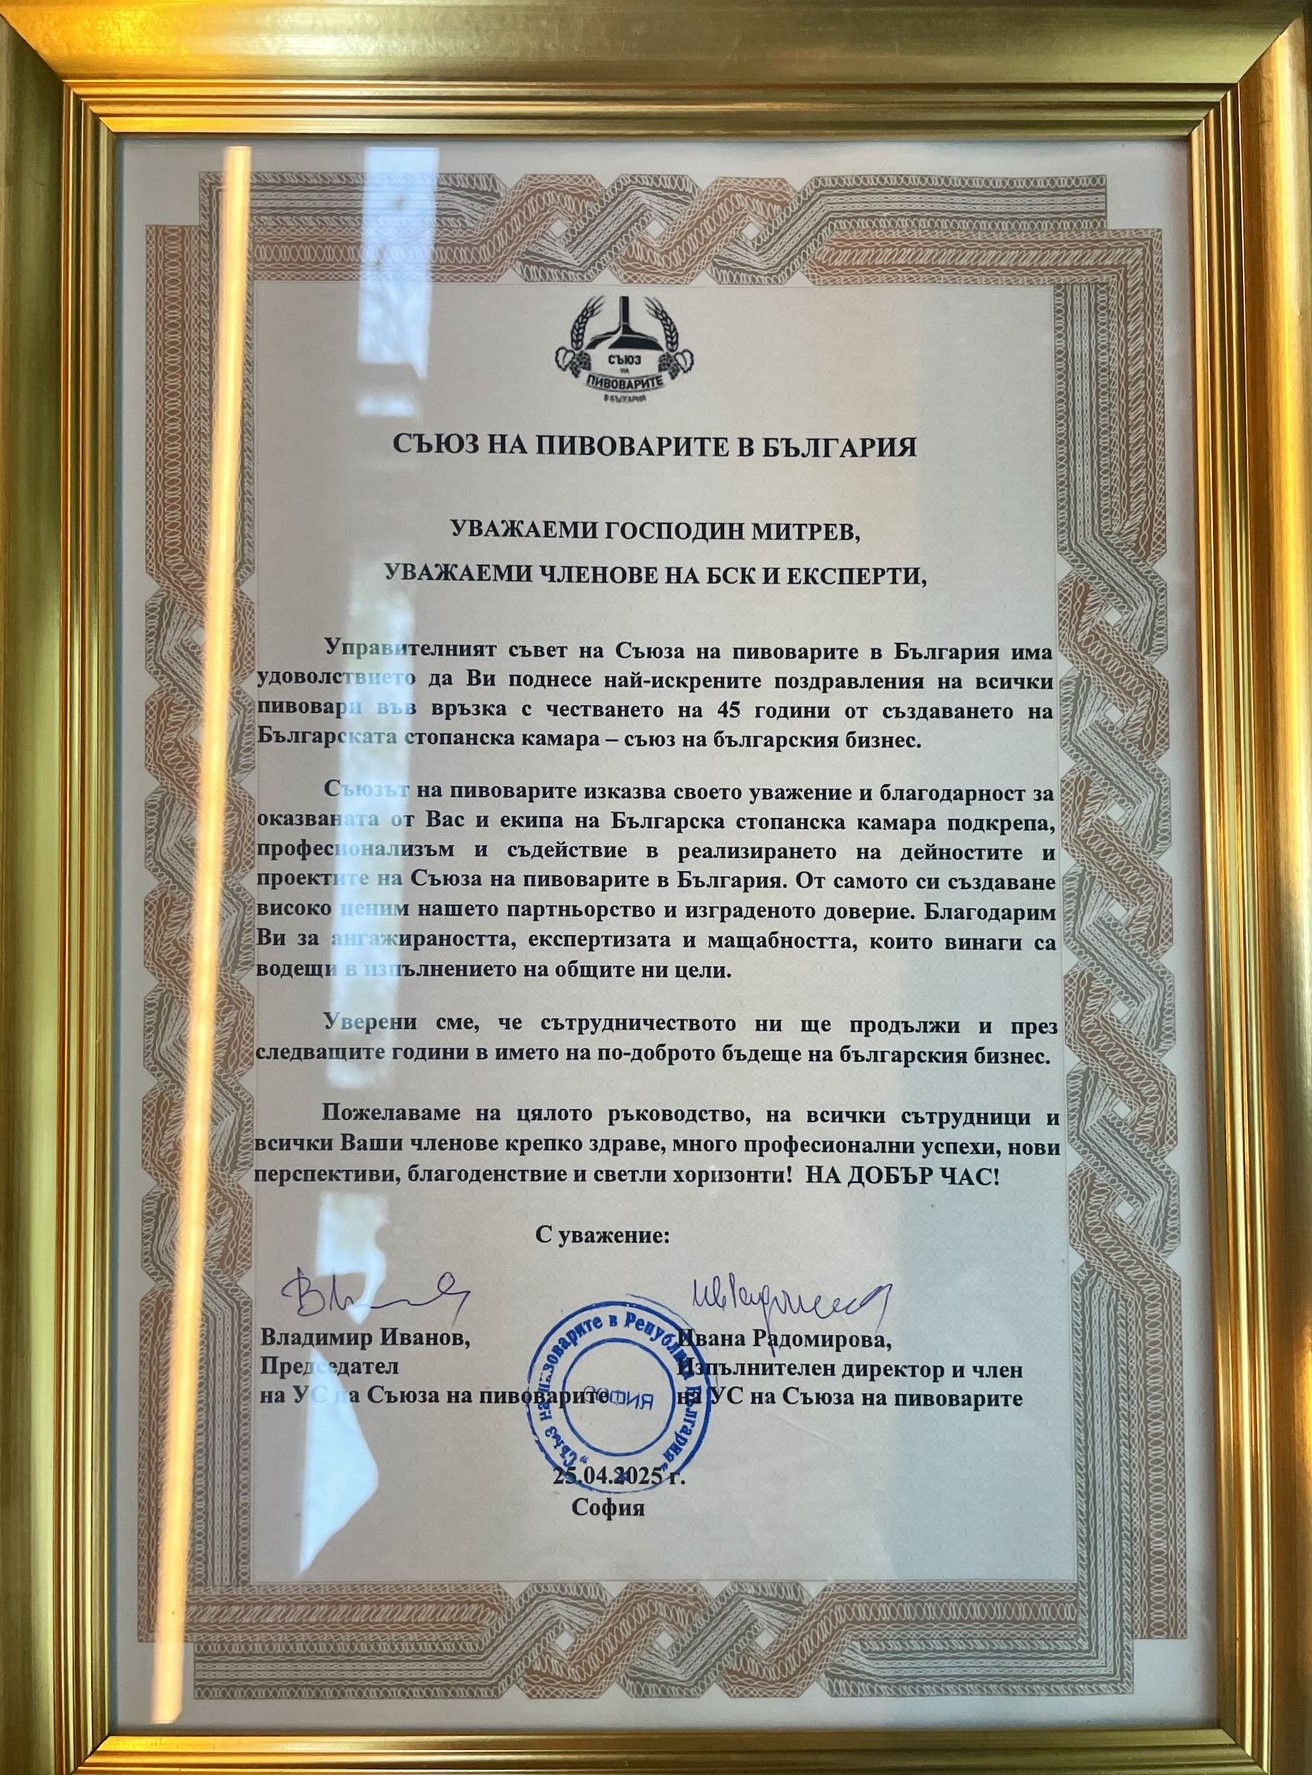 СЪЮЗ
НА
ПИВОВАРИТЕ
В БЪЛГАРИЯ
СЪЮЗ НА ПИВОВАРИТЕ В БЪЛГАРИЯ
УВАЖАЕМИ ГОСПОДИН МИТРЕВ,
УВАЖАЕМИ ЧЛЕНОВЕ НА БСК И ЕКСПЕРТИ,
Управителният съвет на Съюза на пивоварите в България има
удоволствието да Ви поднесе най-искрените поздравления на всички
пивовари във връзка с честването на 45 години от създаването на
Българската стопанска камара – съюз на българския бизнес.
Съюзът на пивоварите изказва своето уважение и благодарност за
оказваната от Вас и екипа на Българска стопанска камара подкрепа,
професионализъм и съдействие в реализирането на дейностите и
проектите на Съюза на пивоварите в България. От самото си създаване
високо ценим нашето партньорство и изграденото доверие. Благодарим
Ви за ангажираността, експертизата и мащабността, които винаги са
водещи в изпълнението на общите ни цели.
Уверени сме, че сътрудничеството ни ще продължи и през
следващите години в името на по-доброто бъдеще на българския бизнес.
Пожелаваме на цялото ръководство, на всички сътрудници и
всички Ваши членове крепко здраве, много професионални успехи, нови
перспективи, благоденствие и светли хоризонти! НА ДОБЪР ЧАС!
С уважение:
Владимир Иванов,
Председател
на УС на Съюза на пивоварите
Ивана Радомирова,
Изпълнителен директор и член
на УС на Съюза на пивоварите
"Съюз на пивоварите в Република България"
СОФИЯ
25.04.2025 г.
София